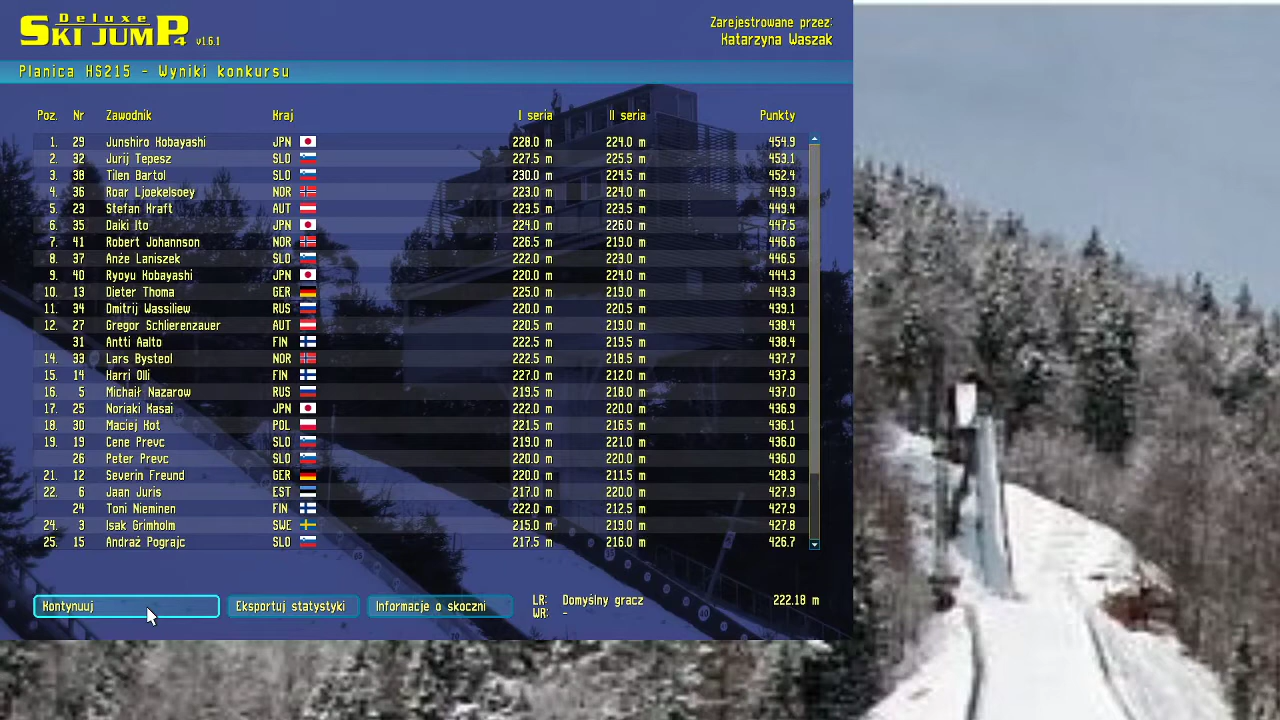 Deluxe
SKI JUMP 4 v1.6.1
Zarejestrowane przez:
Katarzyna Waszak
Planica HS215 - Wyniki konkursu
Poz. Nr Zawodnik Kraj I seria II seria Punkty
1. 29 Junshiro Kobayashi JPN 228.0 m 224.0 m 454.9
2. 32 Jurij Tepesz SLO 227.5 m 225.5 m 453.1
3. 38 Tilen Bartol SLO 230.0 m 224.5 m 452.4
4. 36 Roar Ljoekelsoey NOR 223.0 m 224.0 m 449.9
5. 23 Stefan Kraft AUT 223.5 m 223.5 m 449.4
6. 35 Daiki Ito JPN 224.0 m 226.0 m 447.5
7. 41 Robert Johannson NOR 226.5 m 219.0 m 446.6
8. 37 Anże Laniszek SLO 222.0 m 223.0 m 446.5
9. 40 Ryoyu Kobayashi JPN 220.0 m 224.0 m 444.3
10. 13 Dieter Thoma GER 225.0 m 219.0 m 443.3
11. 34 Dmitrij Wassiliew RUS 220.0 m 220.5 m 439.1
12. 27 Gregor Schlierenzauer AUT 220.5 m 219.0 m 438.4
31 Antti Aalto FIN 222.5 m 219.5 m 438.4
14. 33 Lars Bysteol NOR 222.5 m 218.5 m 437.7
15. 14 Harri Olli FIN 227.0 m 212.0 m 437.3
16. 5 Michaił Nazarow RUS 219.5 m 218.0 m 437.0
17. 25 Noriaki Kasai JPN 222.0 m 220.0 m 436.9
18. 30 Maciej Kot POL 221.5 m 216.5 m 436.1
19. 19 Cene Prevc SLO 219.0 m 221.0 m 436.0
26 Peter Prevc SLO 220.0 m 220.0 m 436.0
21. 12 Severin Freund GER 220.0 m 211.5 m 428.3
22. 6 Jaan Juris EST 217.0 m 220.0 m 427.9
24 Toni Nieminen FIN 222.0 m 212.5 m 427.9
24. 3 Isak Grimholm SWE 215.0 m 219.0 m 427.8
25. 15 Andraż Pograjc SLO 217.5 m 216.0 m 426.7
Kontynuuj Eksportuj statystyki Informacje o skoczni
LR: Domyślny gracz 222.18 m
WR: -